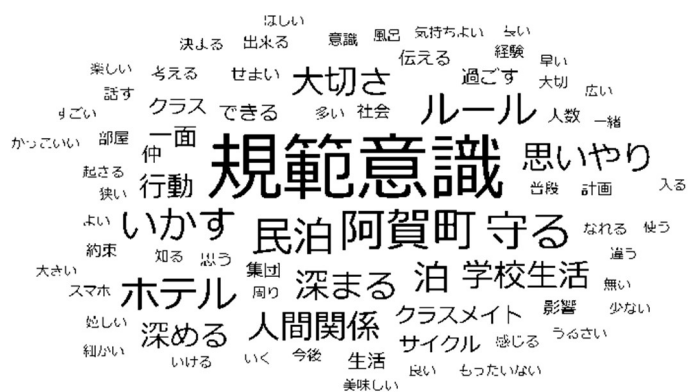 ほしい
決まる 出来る 意識 風呂 気持ちよい 長い
伝える 経験
楽しい 考える せまい 大切さ 過ごす 大切 早い
話す 広い
すごい クラス できる 多い 社会 ルール 人数 一緒
かっこいい 部屋 一面
仲 規範意識 思いやり
起きる
狭い 行動 普段 計画 入る
よい いかす 民泊 阿賀町 守る なれる 使う
約束 知る 思う 違う
大きい 集団 深まる 泊 学校生活 無い
スマホ ホテル 周り
嬉しい 深める 人間関係 クラスメイト 影響 少ない
サイクル 感じる うるさい
細かい いける いく 今後 生活
良い もったいない
美味しい